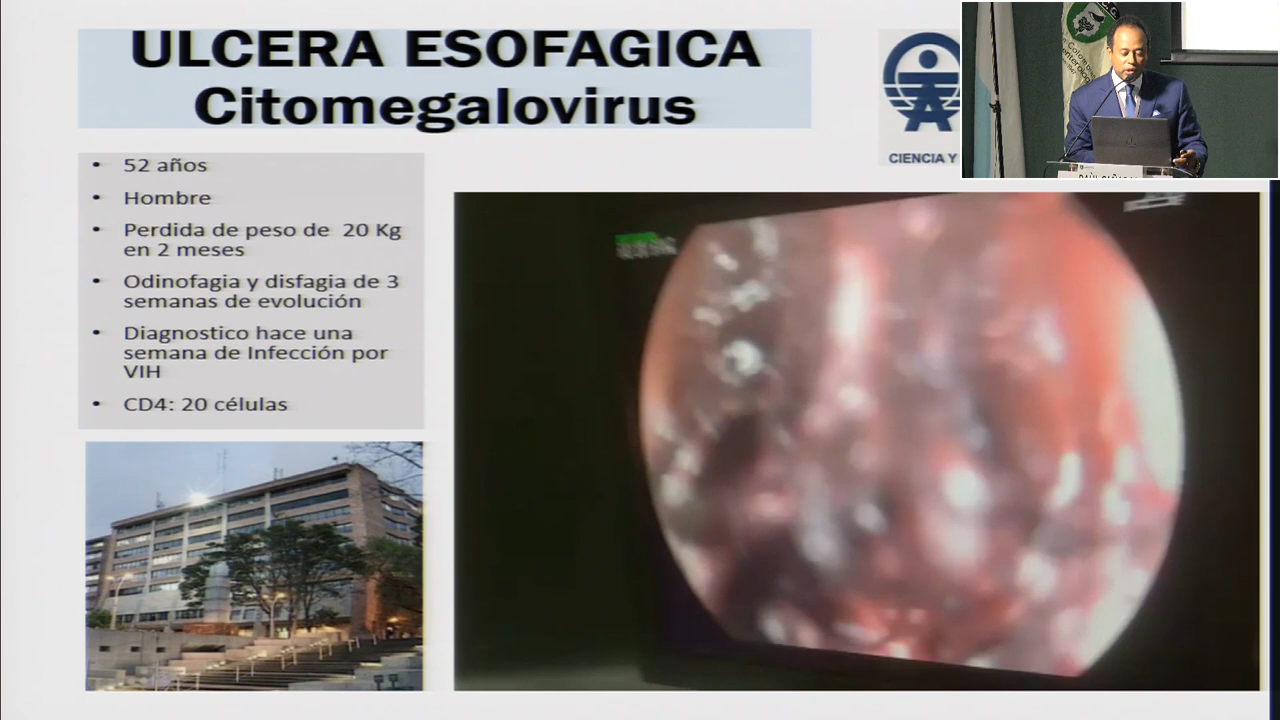 ULCERA ESOFAGICA
Citomegalovirus
CIENCIA Y
• 52 años
• Hombre
• Perdida de peso de 20 Kg
en 2 meses
• Odinofagia y disfagia de 3
semanas de evolución
• Diagnostico hace una
semana de Infección por
VIH
• CD4: 20 células